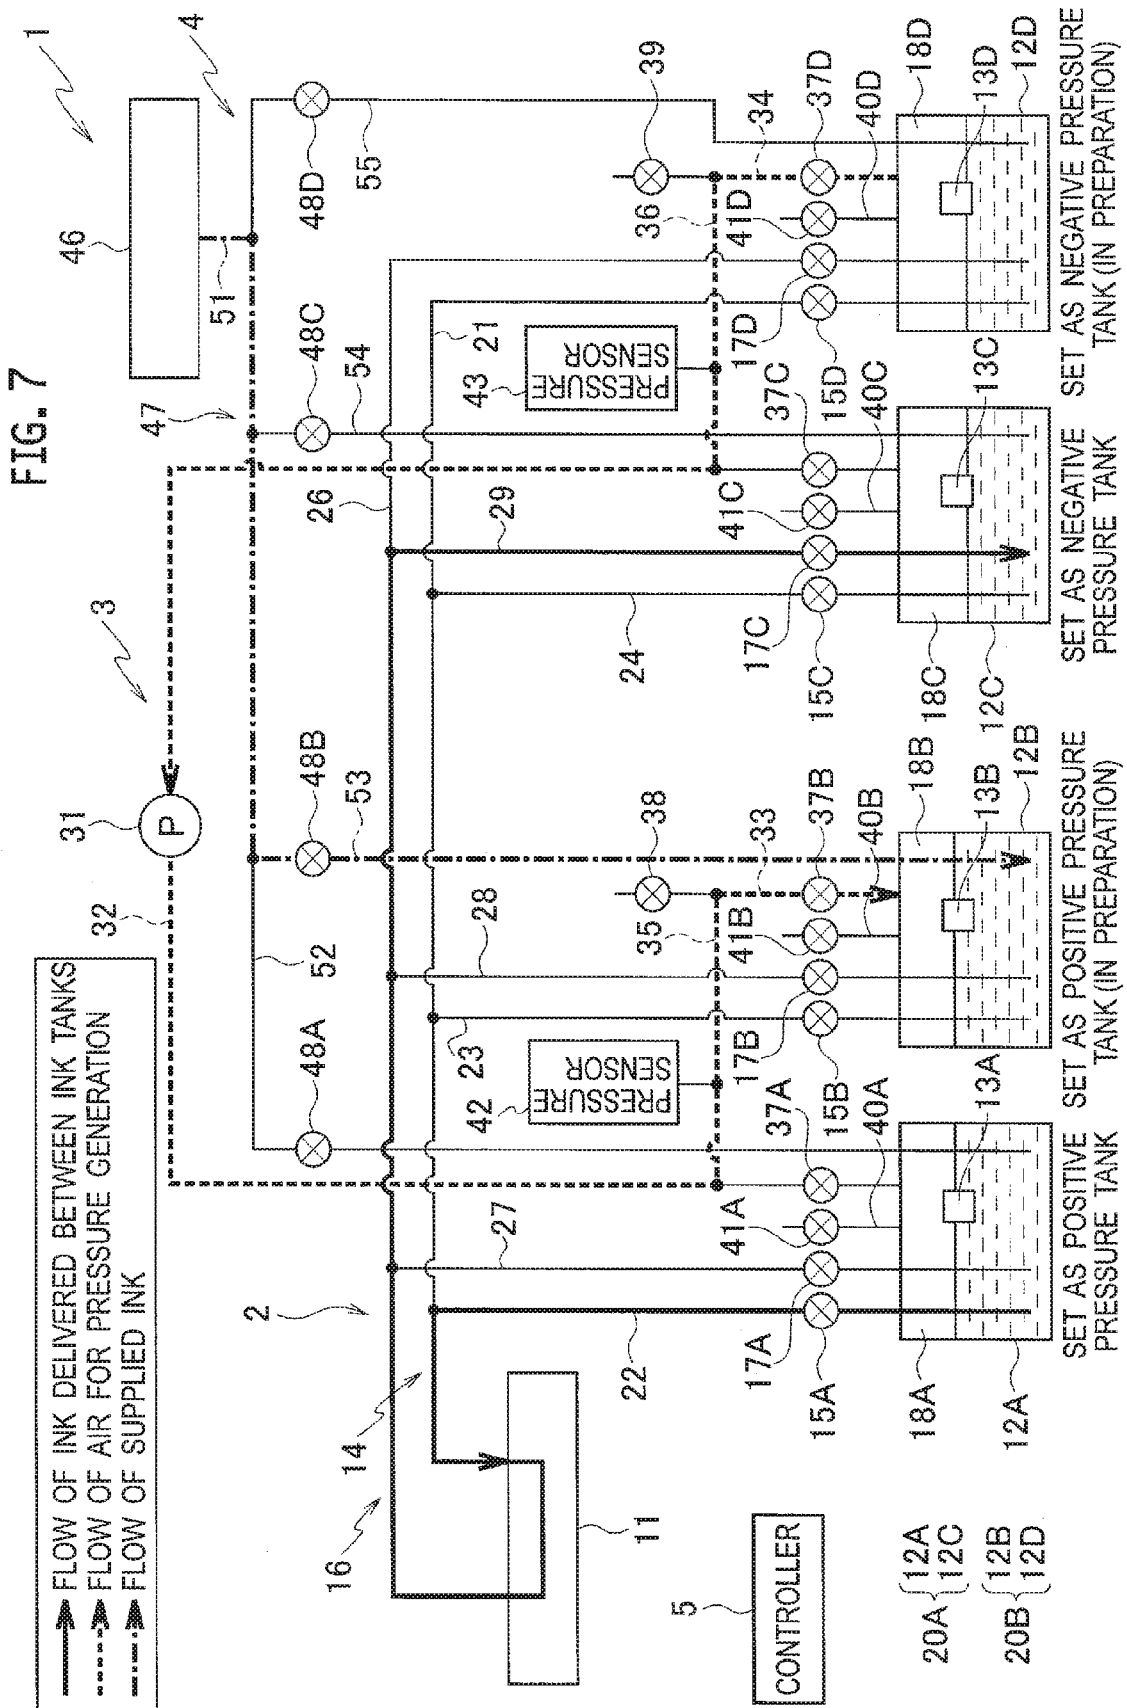 FIG. 7
FLOW OF INK DELIVERED BETWEEN INK TANKS
FLOW OF AIR FOR PRESSURE GENERATION
FLOW OF SUPPLIED INK
1
4
46
51
47
3
31
P
32
52
48A
48B
53
48C
54
48D
55
2
14
16
11
26
21
27
28
29
22
23
24
42
PRESSURE
SENSOR
43
PRESSURE
SENSOR
35
38
33
36
39
34
41A
37A
41B
37B
41C
37C
41D
37D
17A
15A
40A
17B
15B
40B
17C
15C
40C
17D
15D
40D
18A
12A
13A
18B
13B
12B
18C
12C
13C
18D
13D
12D
5
CONTROLLER
20A { 12A
12C
20B { 12B
12D
SET AS POSITIVE
PRESSURE TANK
SET AS POSITIVE PRESSURE
TANK (IN PREPARATION)
SET AS NEGATIVE
PRESSURE TANK
SET AS NEGATIVE PRESSURE
TANK (IN PREPARATION)